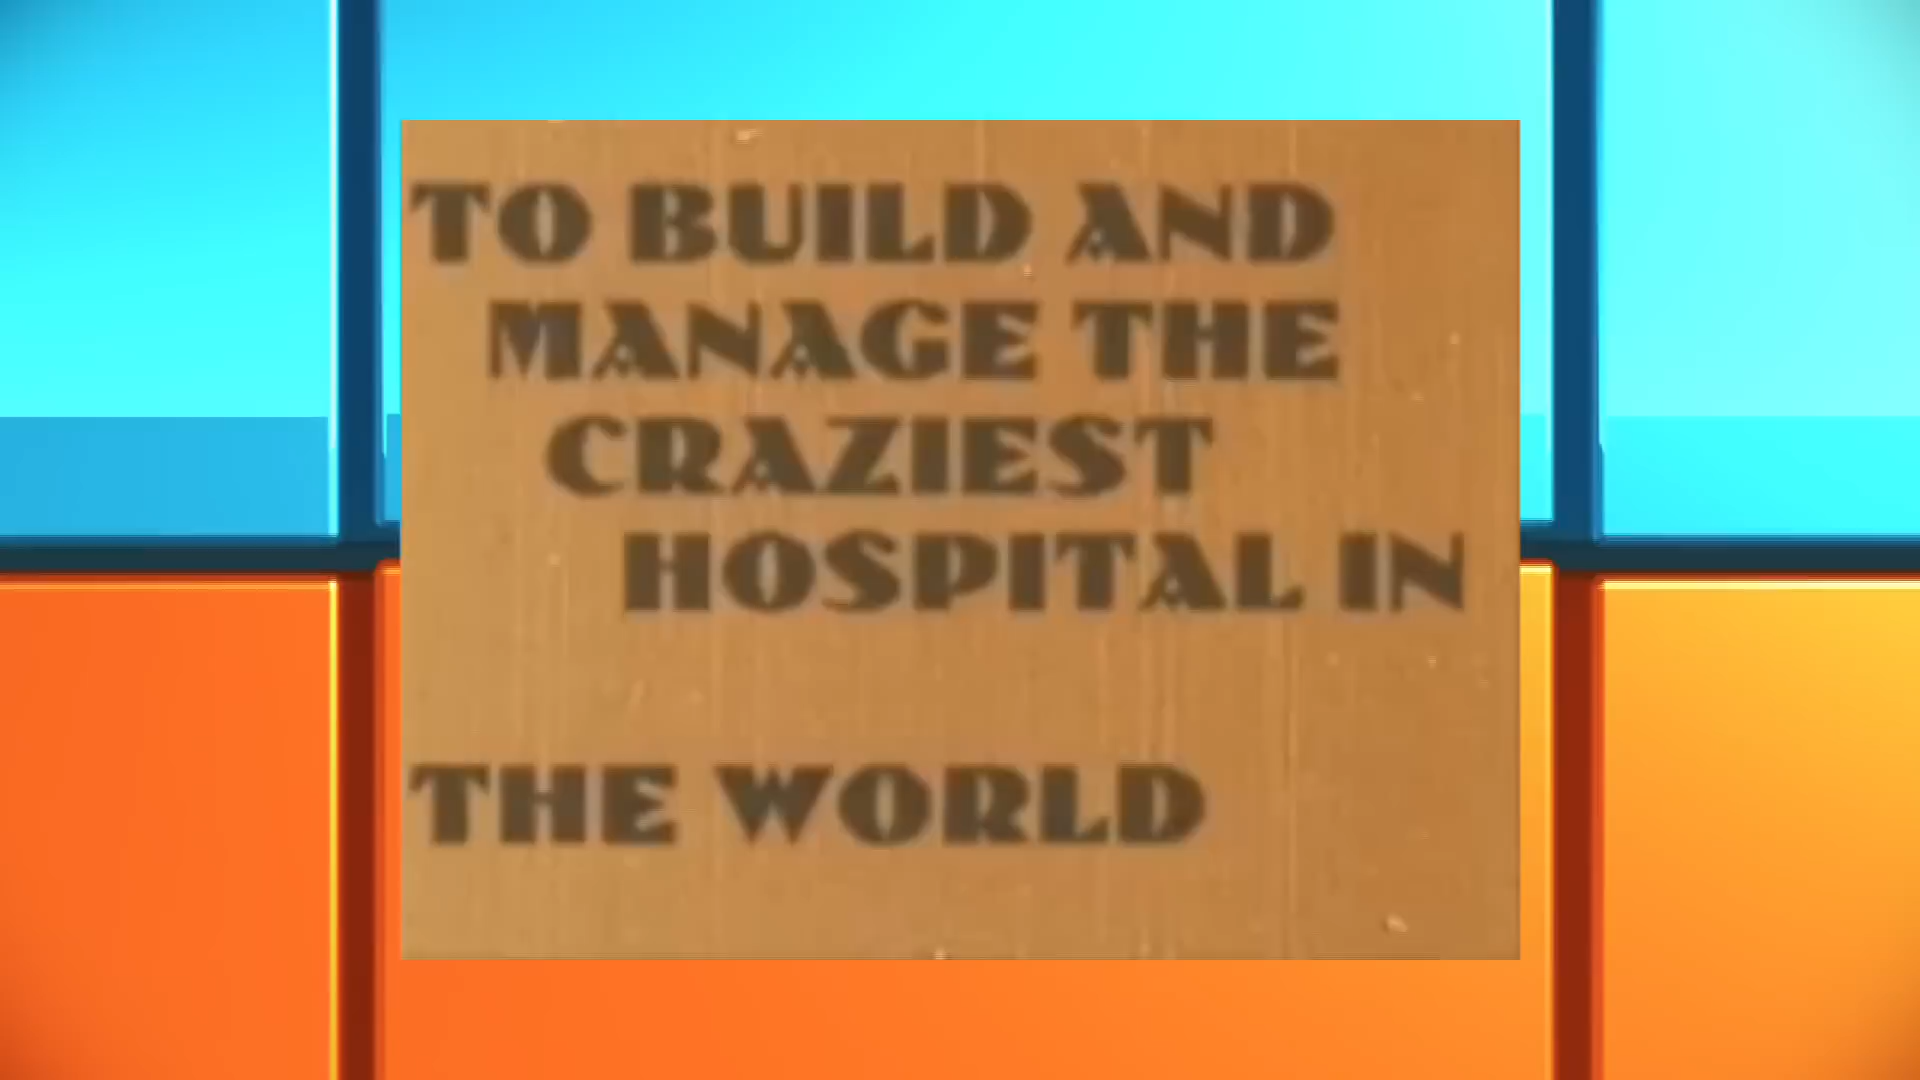 TO BUILD AND
MANAGE THE
CRAZIEST
HOSPITAL IN
THE WORLD